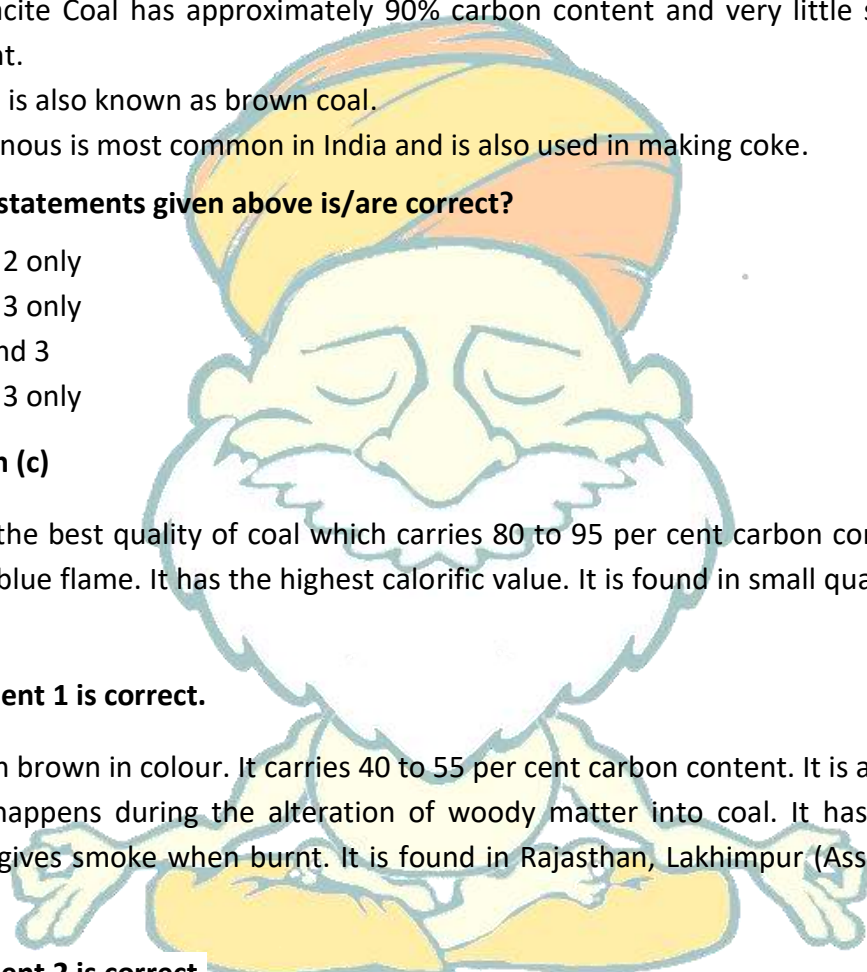 cite Coal has approximately 90% carbon content and very little s
nt.
is also known as brown coal.
nous is most common in India and is also used in making coke.
statements given above is/are correct?
2 only
3 only
nd 3
3 only
n (c)
the best quality of coal which carries 80 to 95 per cent carbon con
blue flame. It has the highest calorific value. It is found in small qua
ent 1 is correct.
n brown in colour. It carries 40 to 55 per cent carbon content. It is a
happens during the alteration of woody matter into coal. It has
gives smoke when burnt. It is found in Rajasthan, Lakhimpur (Ass
ent 2 is correct